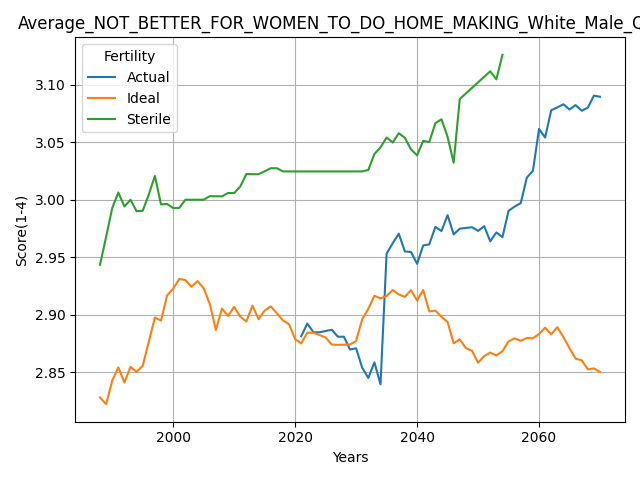 Average_NOT_BETTER_FOR_WOMEN_TO_DO_HOME_MAKING_White_Male_
Fertility
Actual
Ideal
Sterile
3.10
3.05
3.00
2.95
2.90
2.85
Score(1-4)
2000
2020
2040
2060
Years